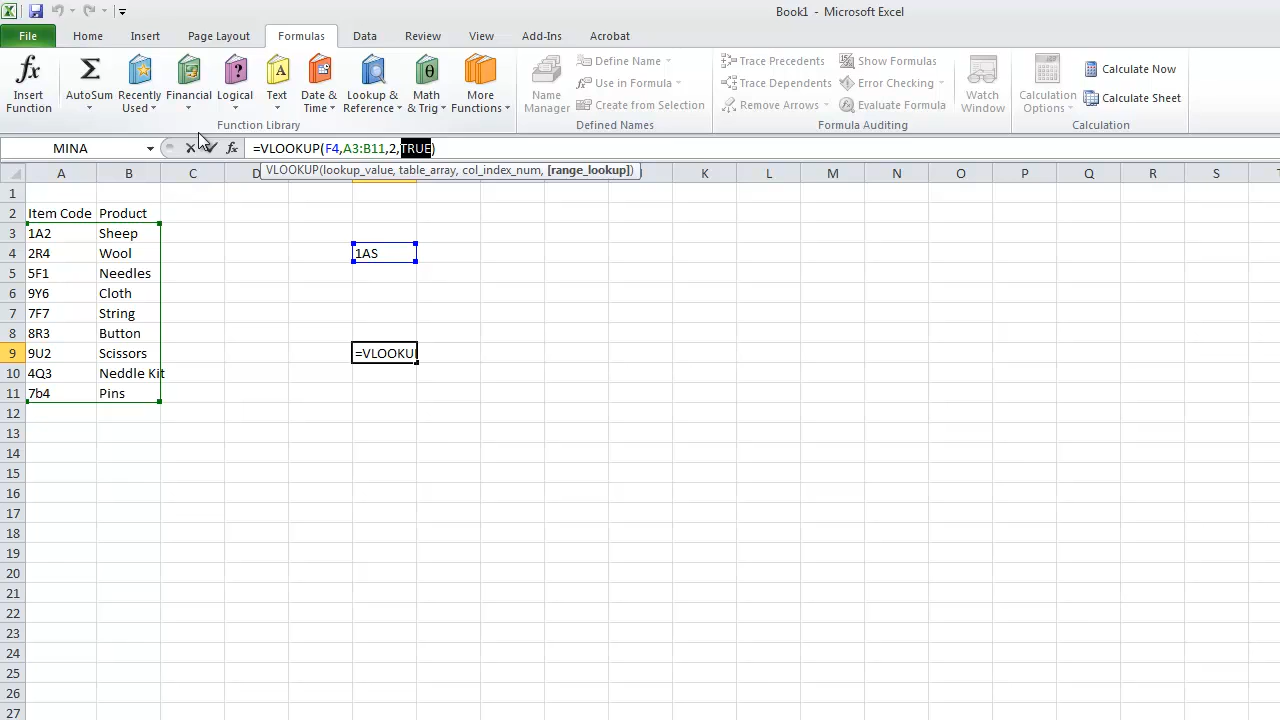 Book1 - Microsoft Excel
File Home Insert Page Layout Formulas Data Review View Add-Ins Acrobat
fx Insert Function
Σ AutoSum
Recently Used
Financial
Logical
Text
Date & Time
Lookup & Reference
Math & Trig
More Functions
Function Library
Name Manager
Define Name
Use in Formula
Create from Selection
Defined Names
Trace Precedents
Trace Dependents
Remove Arrows
Show Formulas
Error Checking
Evaluate Formula
Formula Auditing
Watch Window
Calculation Options
Calculate Now
Calculate Sheet
Calculation
MINA fx =VLOOKUP(F4,A3:B11,2,TRUE)
VLOOKUP(lookup_value, table_array, col_index_num, [range_lookup])
A B C D K L M N O P Q R S
1
2 Item Code Product
3 1A2 Sheep
4 2R4 Wool 1AS
5 5F1 Needles
6 9Y6 Cloth
7 7F7 String
8 8R3 Button
9 9U2 Scissors =VLOOKU
10 4Q3 Neddle Kit
11 7b4 Pins
12
13
14
15
16
17
18
19
20
21
22
23
24
25
26
27